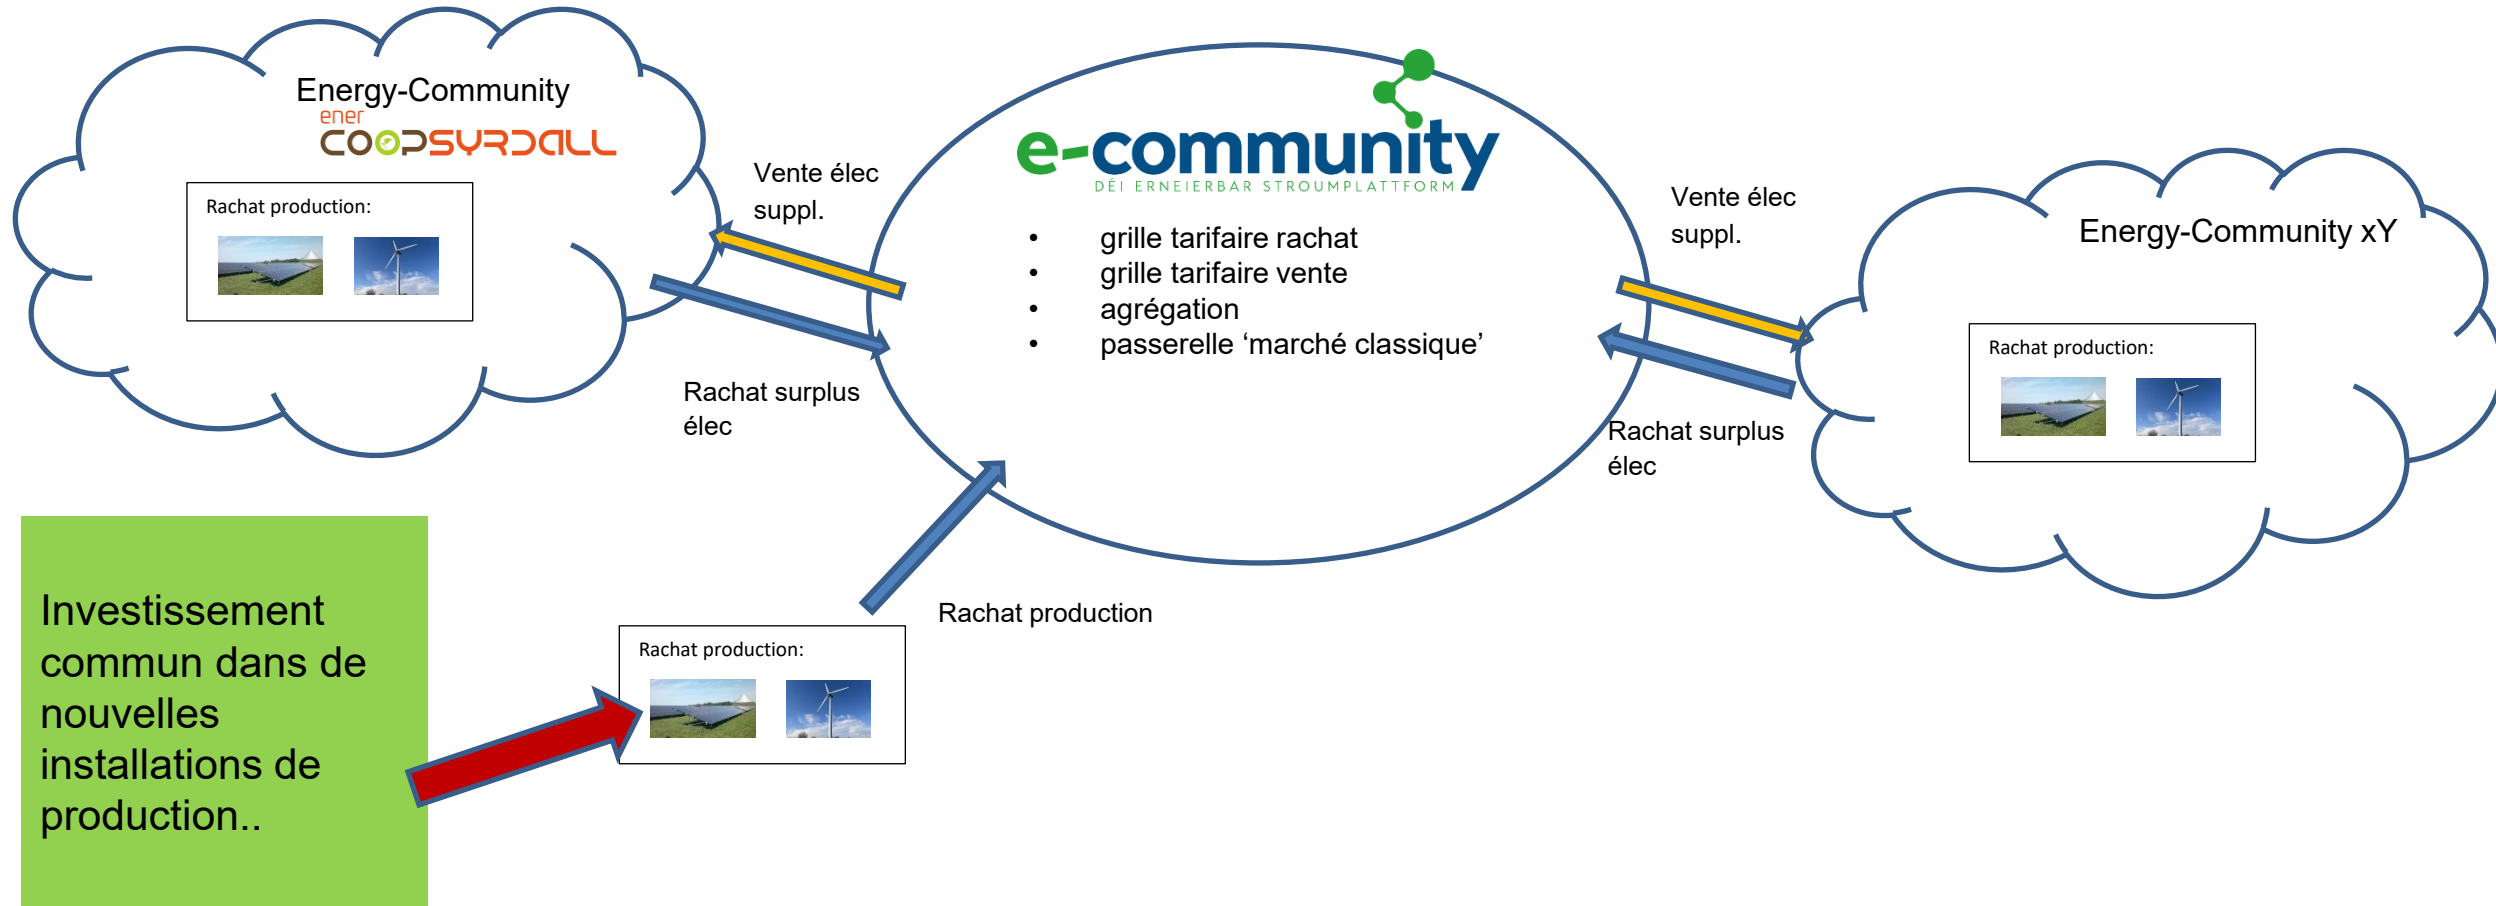 Energy-Community
ener
COOPSYRDALL
Rachat production:
Vente élec
suppl.
Rachat surplus
élec
e-community
DÉI ERNEIERBAR STROUMPLATTFORM
• grille tarifaire rachat
• grille tarifaire vente
• agrégation
• passerelle ‘marché classique’
Vente élec
suppl.
Rachat surplus
élec
Energy-Community xY
Rachat production:
Investissement
commun dans de
nouvelles
installations de
production..
Rachat production:
Rachat production